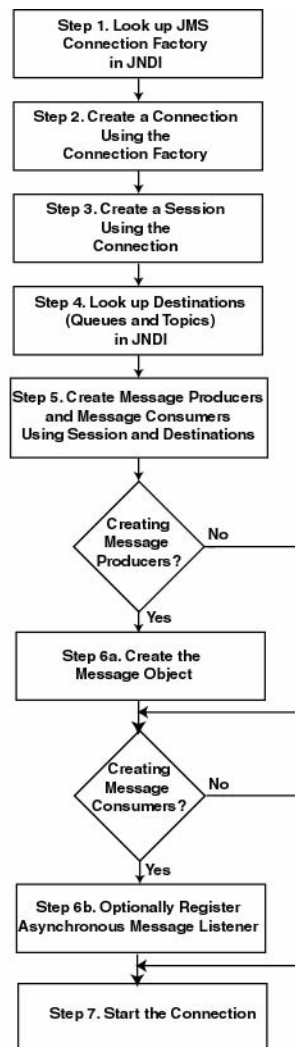 Step 1. Look up JMS
Connection Factory
in JNDI
Step 2. Create a Connection
Using the
Connection Factory
Step 3. Create a Session
Using the
Connection
Step 4. Look up Destinations
(Queues and Topics)
in JNDI
Step 5. Create Message Producers
and Message Consumers
Using Session and Destinations
Creating
Message
Producers?
No
Yes
Step 6a. Create the
Message Object
Creating
Message
Consumers?
No
Yes
Step 6b. Optionally Register
Asynchronous Message Listener
Step 7. Start the Connection